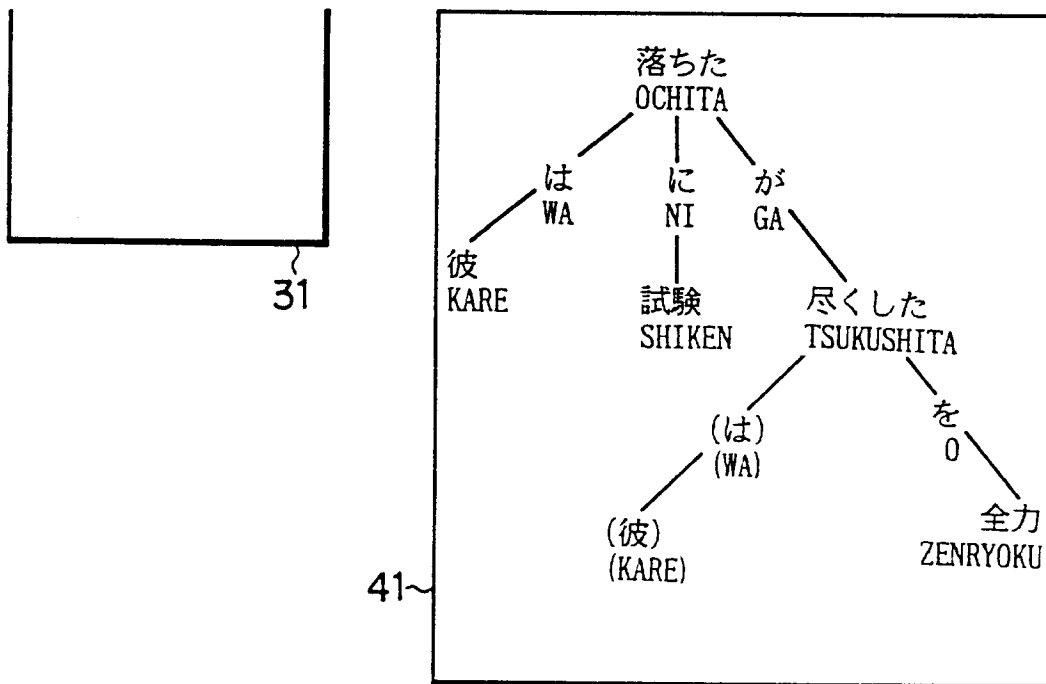 落ちた
OCHITA
は
WA
に
NI
が
GA
彼
KARE
31
試験
SHIKEN
尽くした
TSUKUSHITA
(は)
(WA)
を
O
(彼)
(KARE)
全力
ZENRYOKU
41